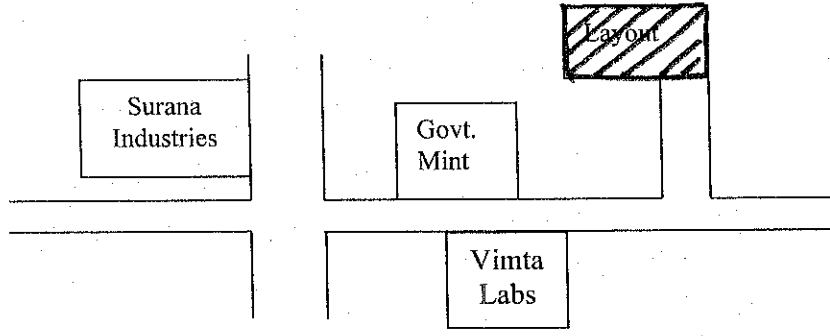 Layout
Surana
Industries
Govt.
Mint
Vimta
Labs